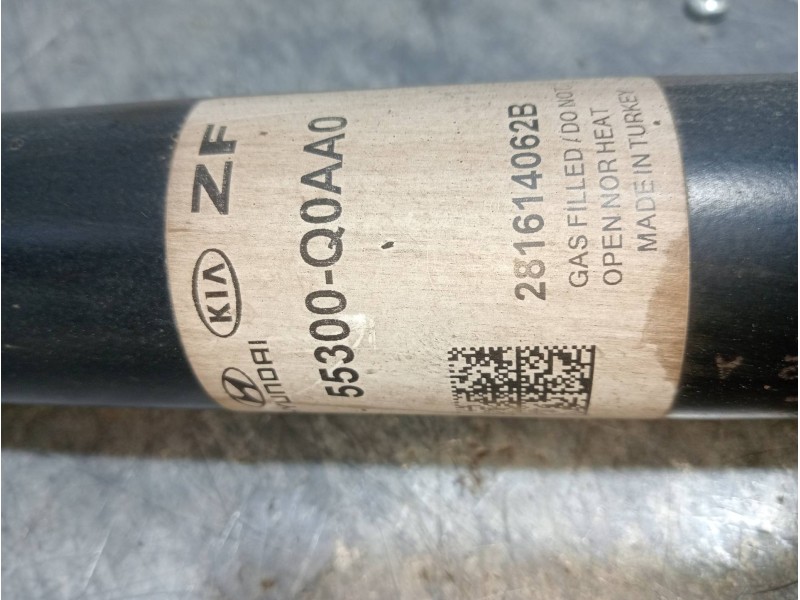 HYUNDAI KIA ZF
55300-Q0AA0
281614062B
GAS FILLED / DO NOT
OPEN NOR HEAT
MADE IN TURKEY